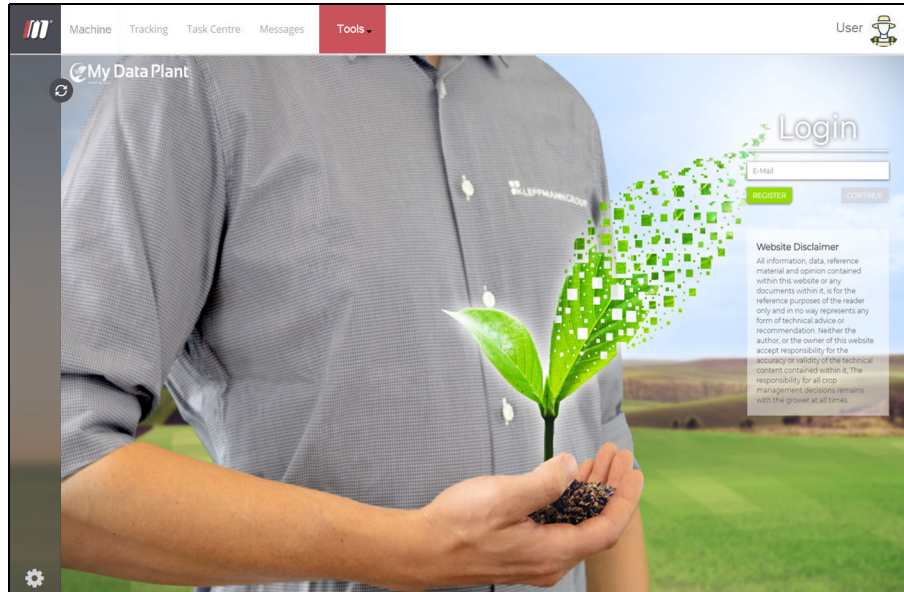 Machine Tracking Task Centre Messages Tools User
My Data Plant
KLEFFMANNGROUP
Login
E-Mail
REGISTER CONTINUE
Website Disclaimer
All information, data, reference
material and opinion contained
within this website or any
documents within it, is for the
reference purposes of the reader
only and in no way represents any
form of technical advice or
recommendation. Neither the
author, or the owner of this website
accept responsibility for the
accuracy or validity of the technical
content contained within it. The
responsibility for all crop
management decisions remains
with the grower at all times.